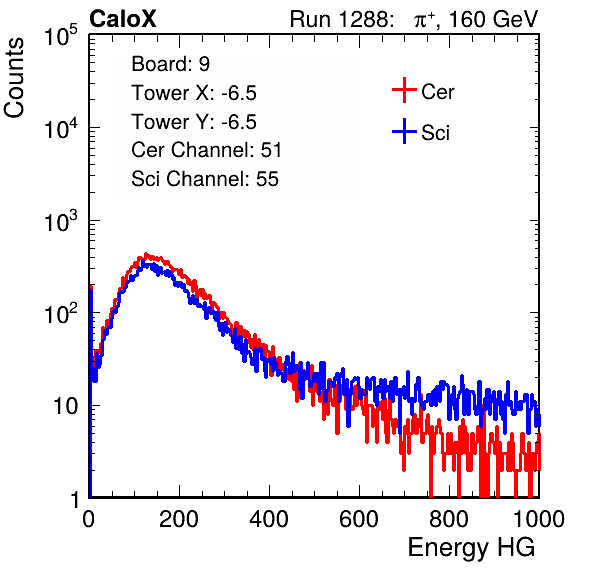 CaloX Run 1288: π⁺, 160 GeV
Counts
Board: 9
Tower X: -6.5
Tower Y: -6.5
Cer Channel: 51
Sci Channel: 55
Cer
Sci
10⁵
10⁴
10³
10²
10
1
0 200 400 600 800 1000
Energy HG